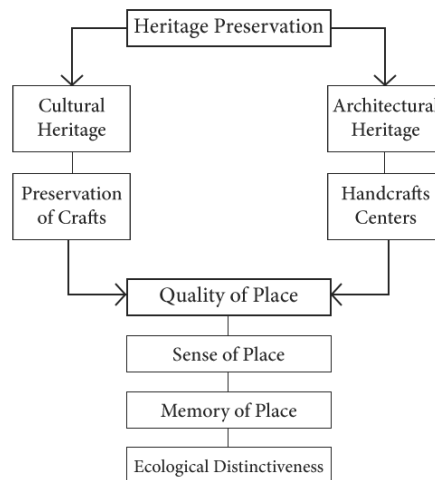 Heritage Preservation
Cultural
Heritage
Architectural
Heritage
Preservation
of Crafts
Handcrafts
Centers
Quality of Place
Sense of Place
Memory of Place
Ecological Distinctiveness